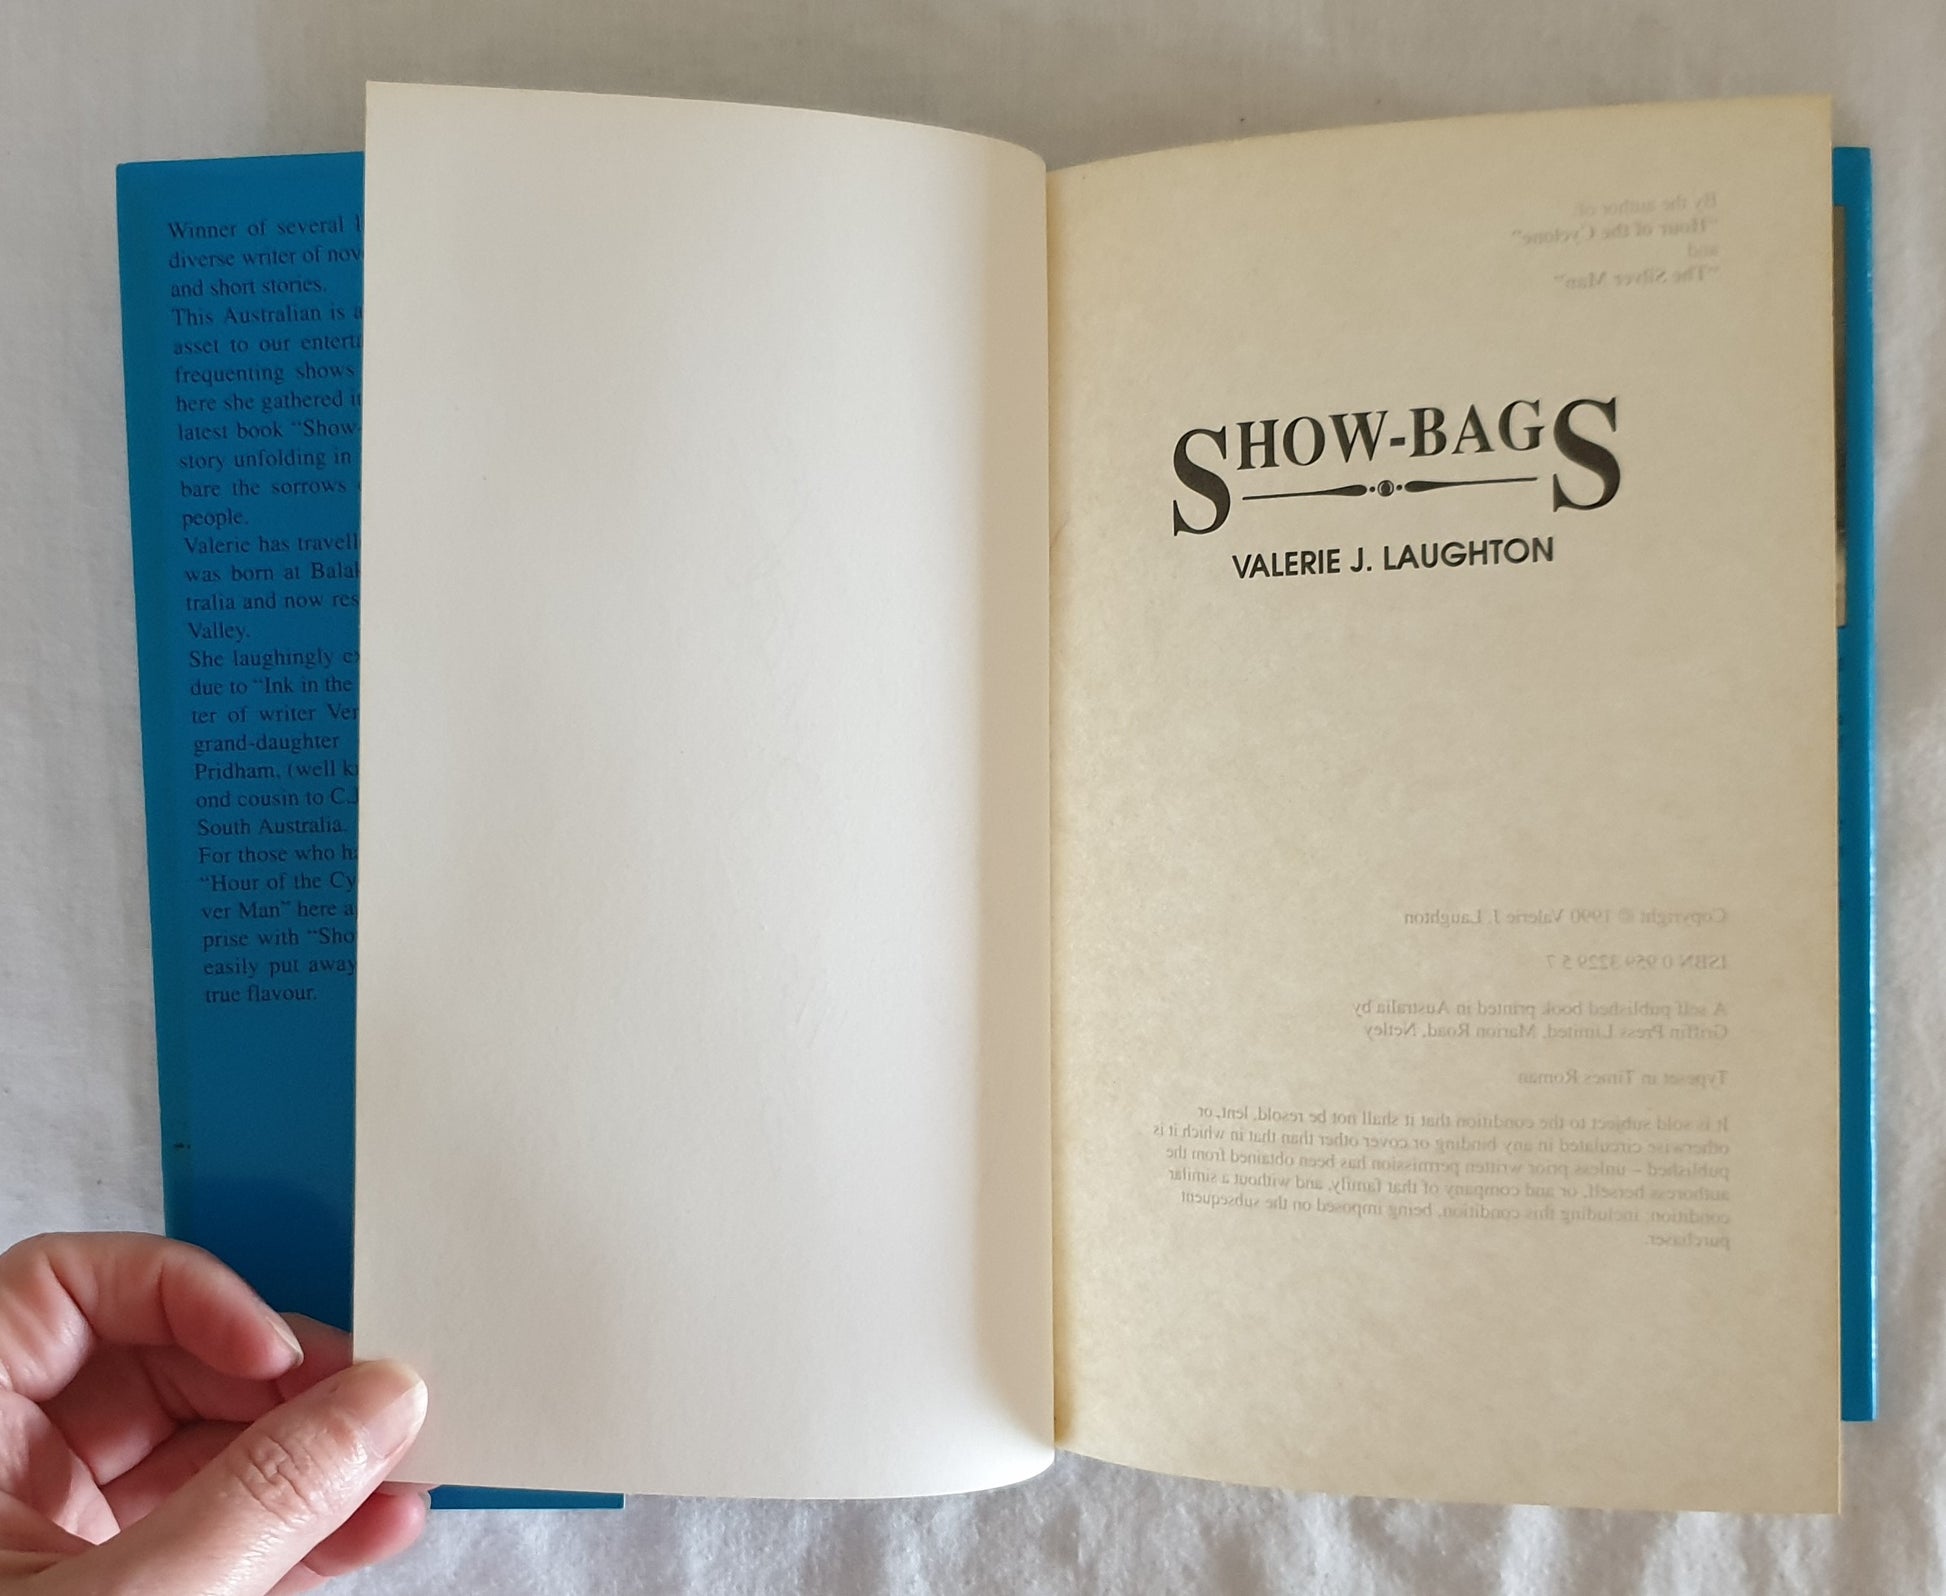 Winner of several
diverse writer of
and short stories.
This Australian is
asset to our
frequenting shows
here she gathered
latest book "Show-
story unfolding in
bare the sorrows
people.
Valerie has
was born at
tralia and now
Valley.
She laughingly
due to "Ink in the
ter of writer
grand-daughter
Pridham, (well
ond cousin to C.J
South Australia.
For those who
"Hour of the Cy
ver Man" here a
prise with "Sho
easily put away
true flavour.
SHOW-BAGS
VALERIE J. LAUGHTON
By the author of:
"Hour of the Cyclone"
and
"The Silver Man"
Copyright © 1990 Valerie J. Laughton
ISBN 0 959 3229 5 7
A self published book printed in Australia by
Griffin Press Limited, Marion Road, Netley
Typeset in Times Roman
It is sold subject to the condition that it shall not be resold, lent, or
otherwise circulated in any binding or cover other than that in which it is
published – unless prior written permission has been obtained from the
authoress herself, or and company of that family, and without a similar
condition; including this condition, being imposed on the subsequent
purchaser.